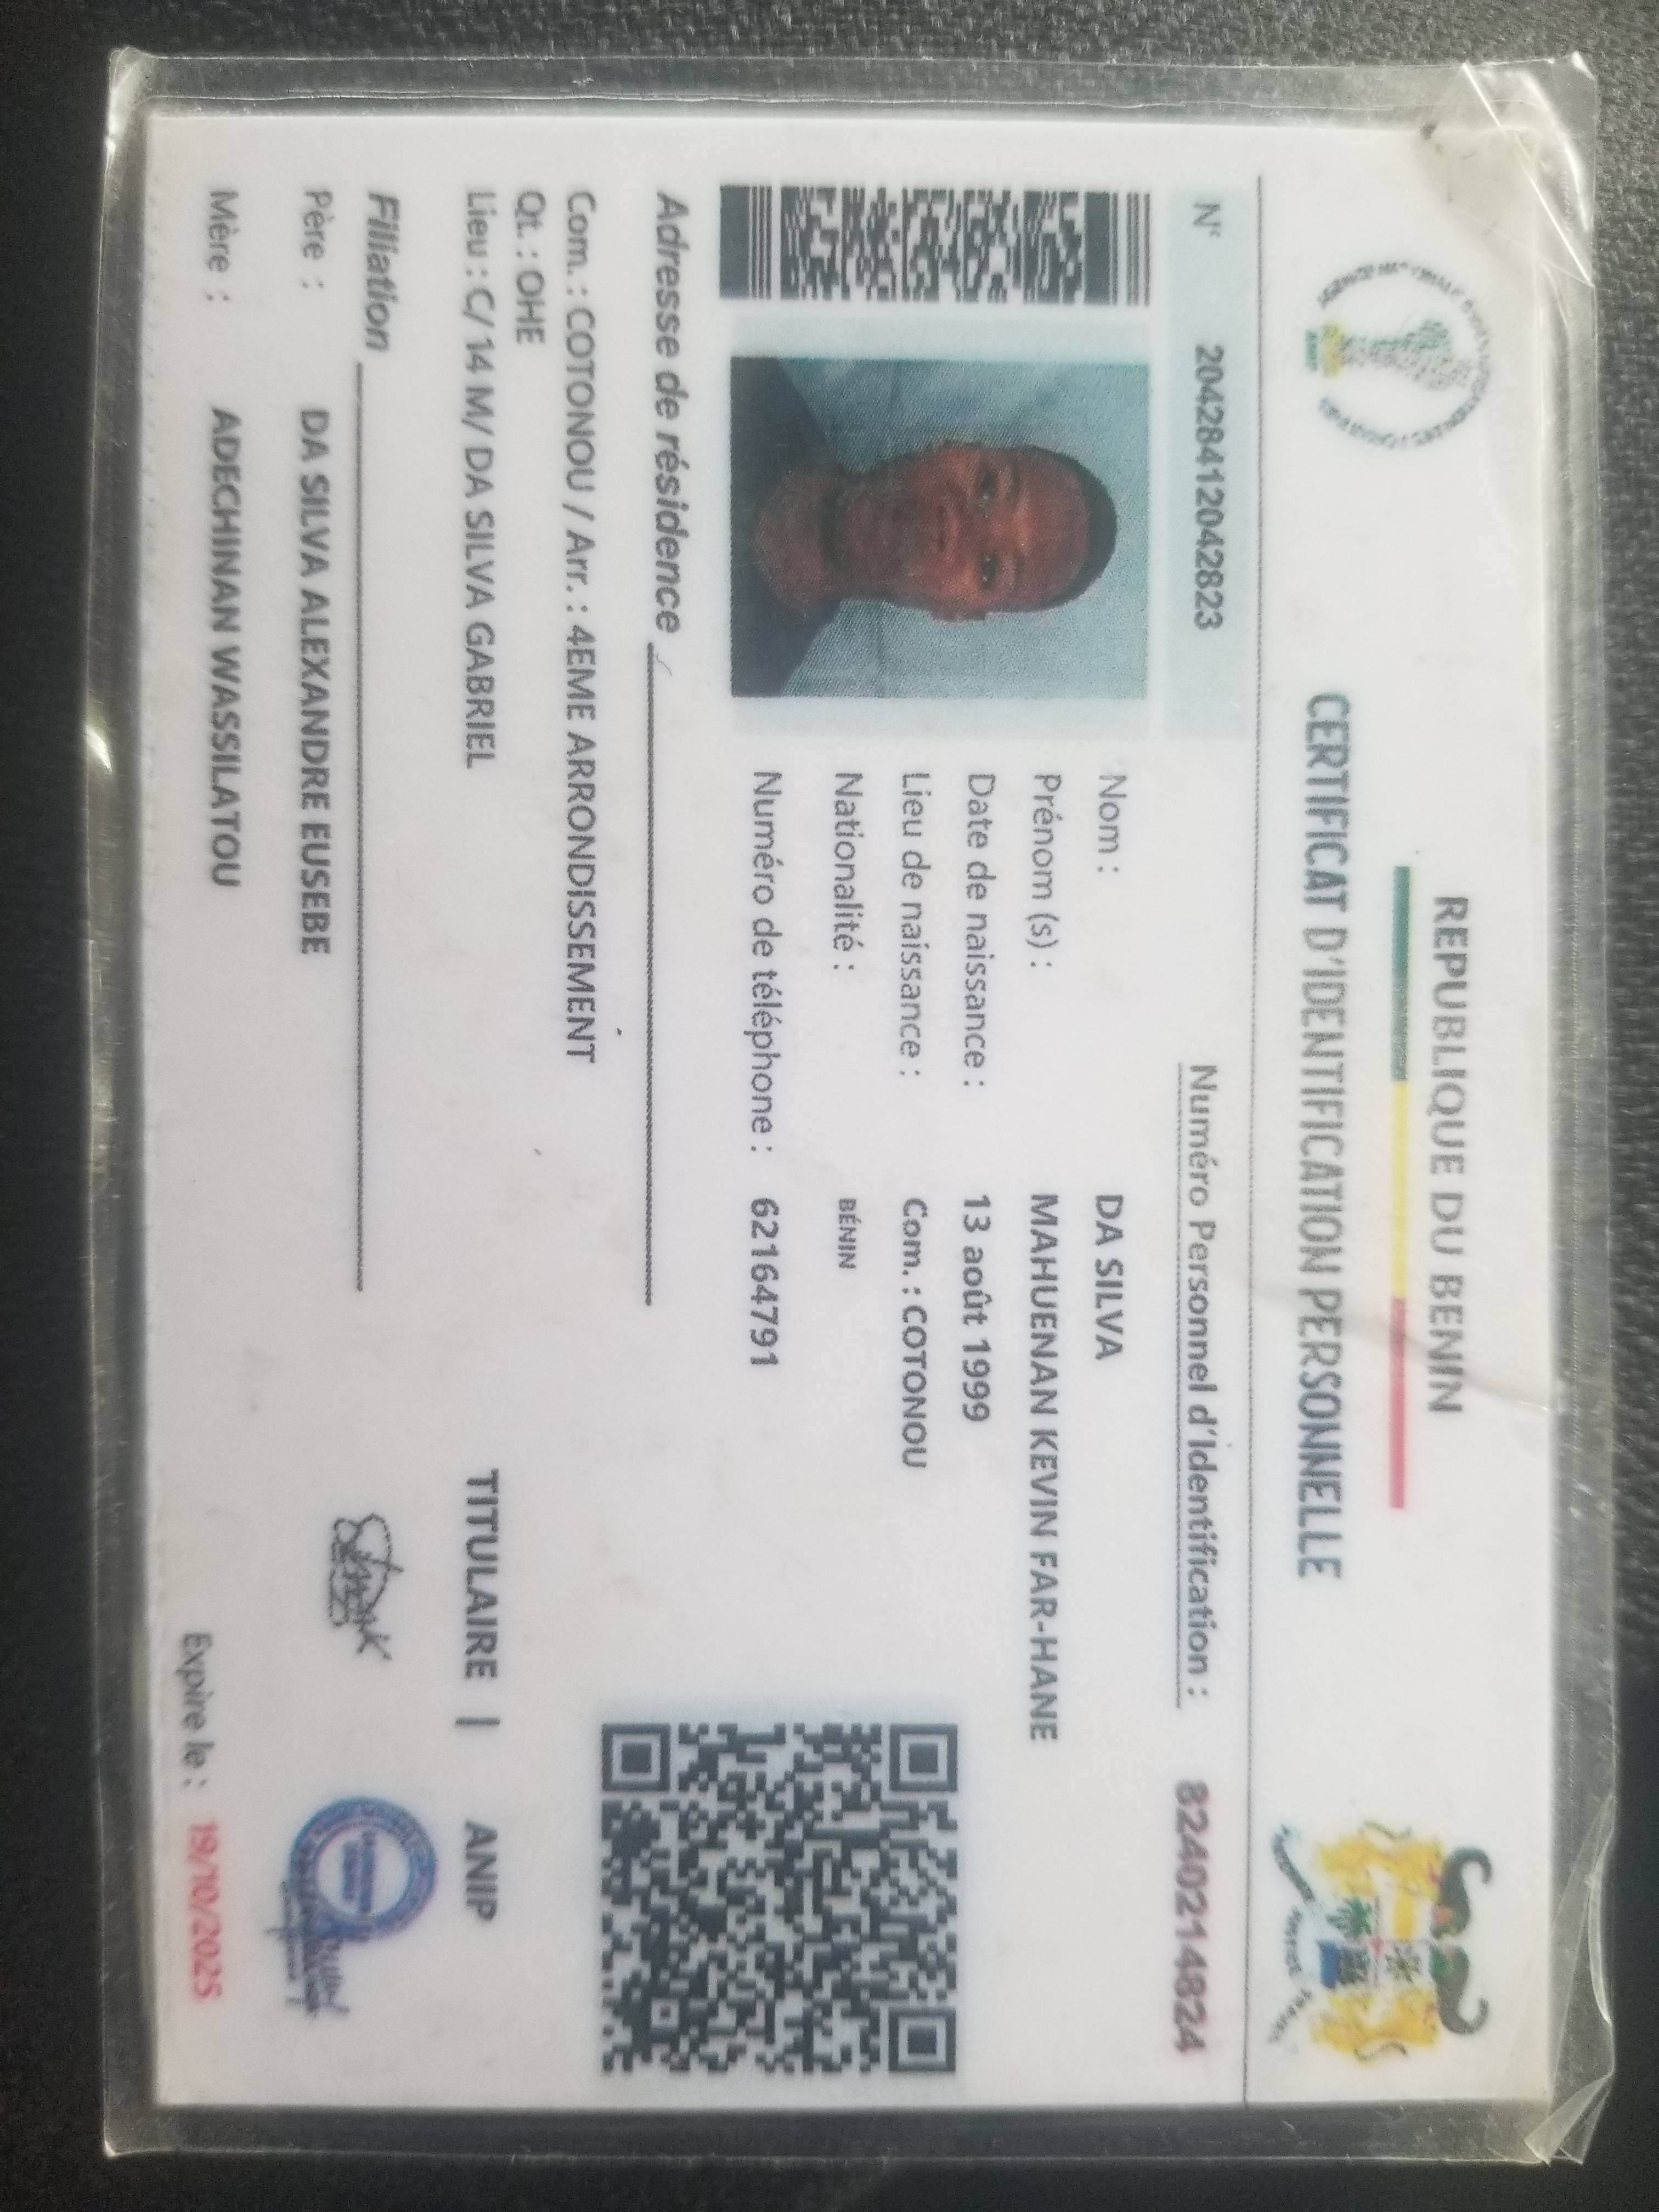 REPUBLIQUE DU BENIN
CERTIFICAT D'IDENTIFICATION PERSONNELLE
N° 2042841204282​3
Numéro Personnel d'Identification : 8240214824
Nom : DA SILVA
Prénom (s) : MAHUENAN KEVIN FAR-HANE
Date de naissance : 13 août 1999
Lieu de naissance : Com. : COTONOU
Nationalité : BÉNIN
Numéro de téléphone : 62164791
Adresse de résidence
Com. : COTONOU / Arr. : 4EME ARRONDISSEMENT
Qt. : OHE
Lieu : C/ 14 M/ DA SILVA GABRIEL
TITULAIRE | ANIP
Filiation
Père : DA SILVA ALEXANDRE EUSEBE
Mère : ADECHINAN WASSILATOU
Expire le : 19/10/2025